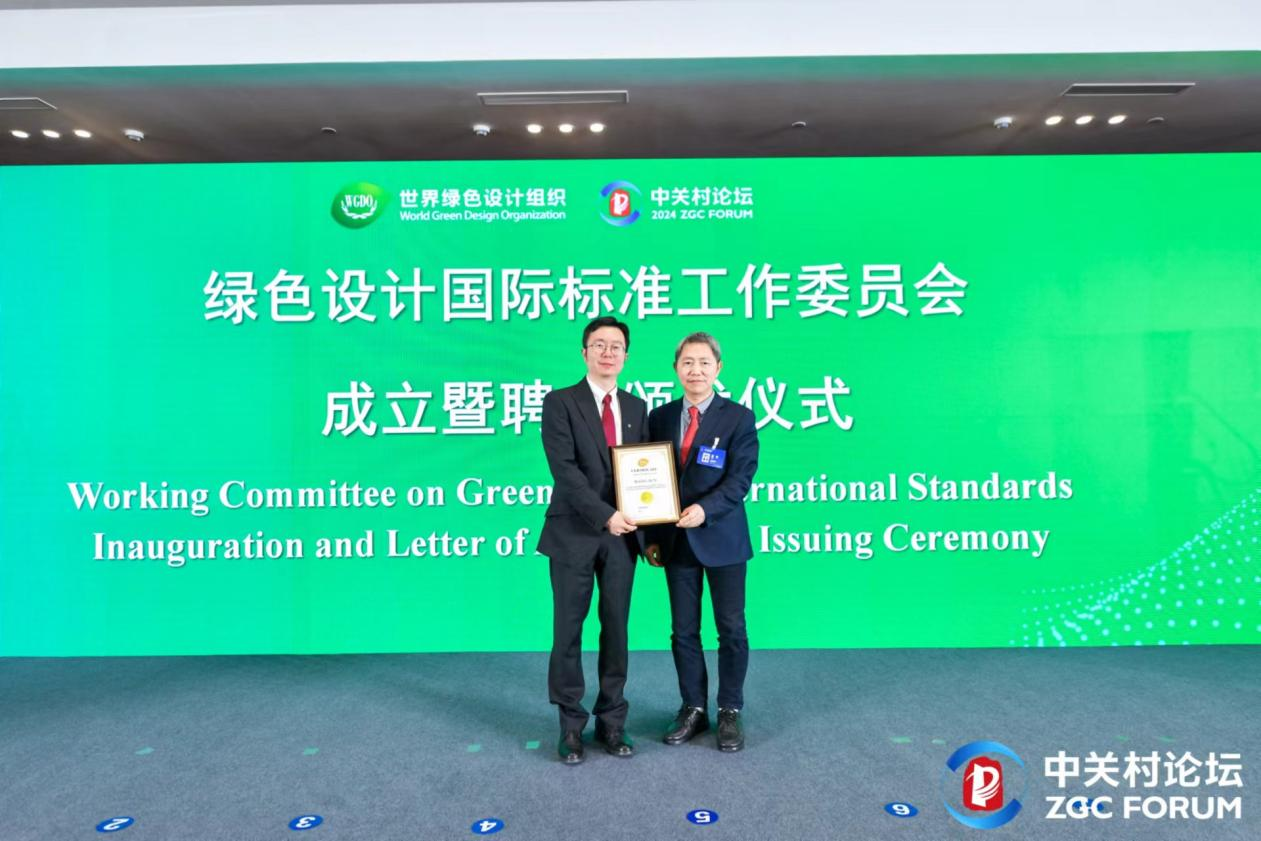 WGDO
世界绿色设计组织
World Green Design Organization
中关村论坛
2024 ZGC FORUM
绿色设计国际标准工作委员会
成立暨聘 仪式
Working Committee on Green ernational Standards
Inauguration and Letter of Issuing Ceremony
CERTIFICATE
2
3
4
5
6
中关村论坛
ZGC FORUM